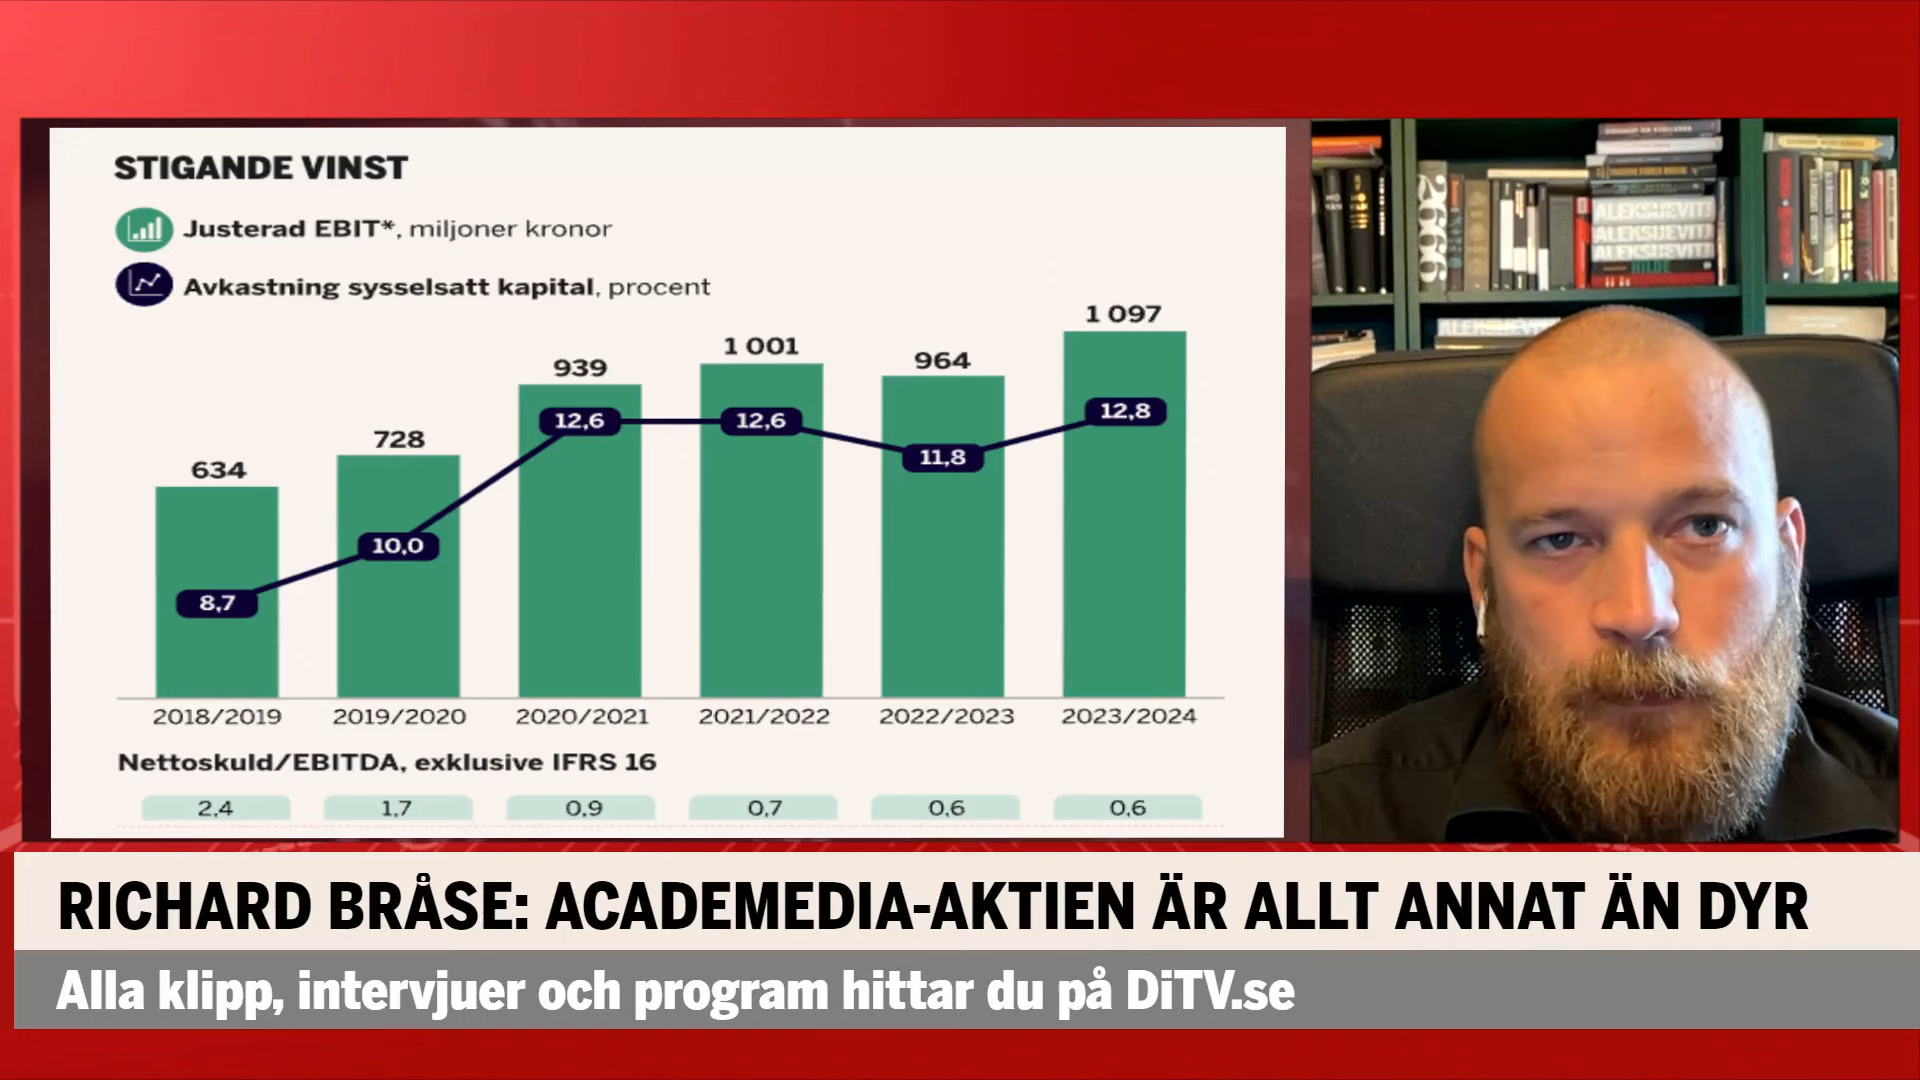 STIGANDE VINST
Justerad EBIT*, miljoner kronor
Avkastning sysselsatt kapital, procent
634
728
939
1 001
964
1 097
8,7
10,0
12,6
12,6
11,8
12,8
2018/2019
2019/2020
2020/2021
2021/2022
2022/2023
2023/2024
Nettoskuld/EBITDA, exklusive IFRS 16
2,4
1,7
0,9
0,7
0,6
0,6
2666
ALEKSIJEVITJ
ALEKSIJEVITJ
ALEKSIJEVITJ
RICHARD BRÅSE: ACADEMEDIA-AKTIEN ÄR ALLT ANNAT ÄN DYR
Alla klipp, intervjuer och program hittar du på DiTV.se